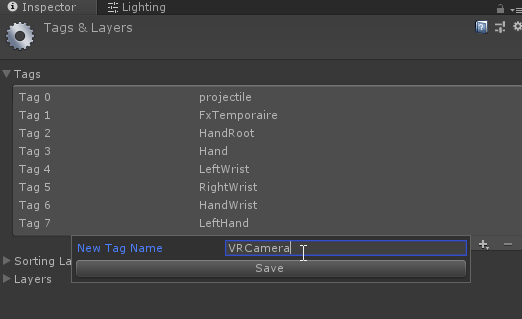 Inspector Lighting
Tags & Layers
Tags
Tag 0 projectile
Tag 1 FxTemporaire
Tag 2 HandRoot
Tag 3 Hand
Tag 4 LeftWrist
Tag 5 RightWrist
Tag 6 HandWrist
Tag 7 LeftHand
New Tag Name VRCamera
Sorting La
Save
Layers